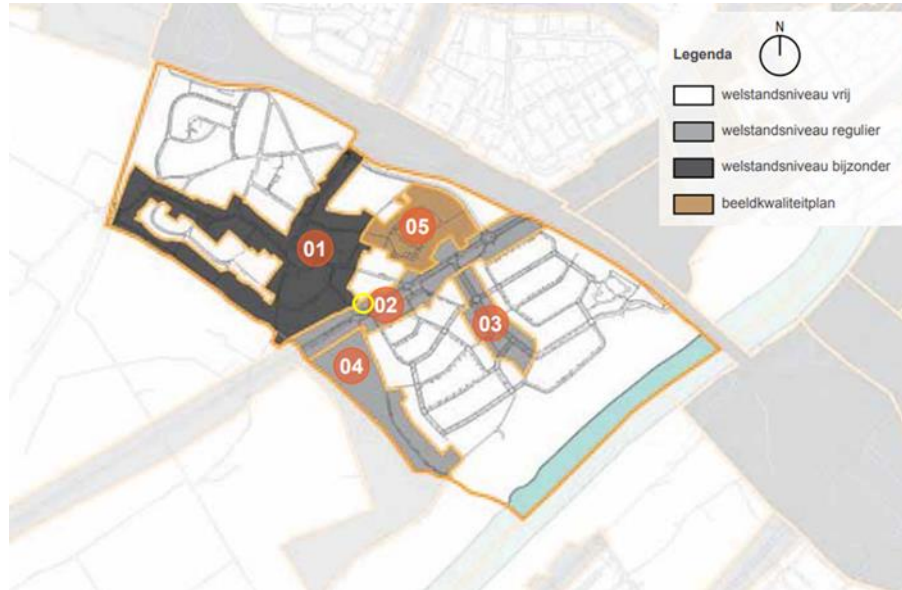 N
Legenda
welstandsniveau vrij
welstandsniveau regulier
welstandsniveau bijzonder
beeldkwaliteitplan
05
01
02
03
04